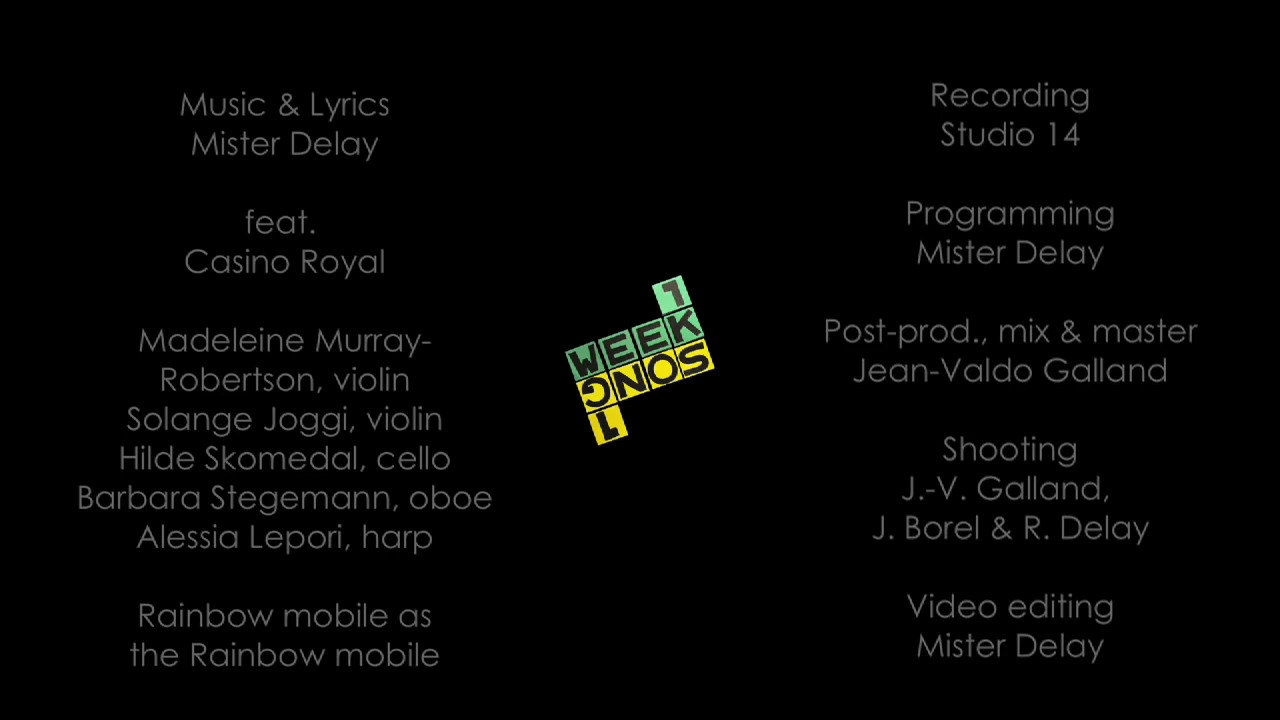 Music & Lyrics
Mister Delay
feat.
Casino Royal
Madeleine Murray-
Robertson, violin
Solange Joggi, violin
Hilde Skomedal, cello
Barbara Stegemann, oboe
Alessia Lepori, harp
Rainbow mobile as
the Rainbow mobile
1
WEEK
SONG
1
Recording
Studio 14
Programming
Mister Delay
Post-prod., mix & master
Jean-Valdo Galland
Shooting
J.-V. Galland,
J. Borel & R. Delay
Video editing
Mister Delay